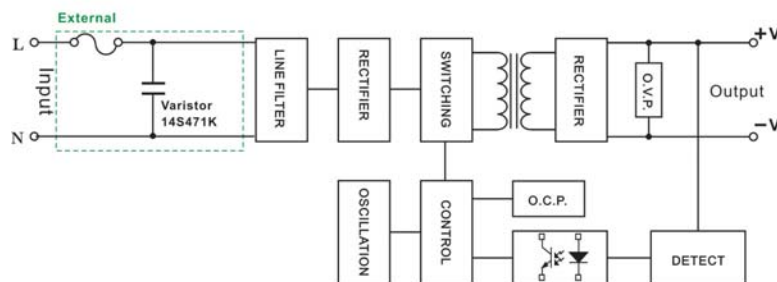 External
L
Input
N
Varistor
14S471K
LINE FILTER
RECTIFIER
SWITCHING
RECTIFIER
O.V.P.
+V
Output
−V
OSCILLATION
CONTROL
O.C.P.
DETECT